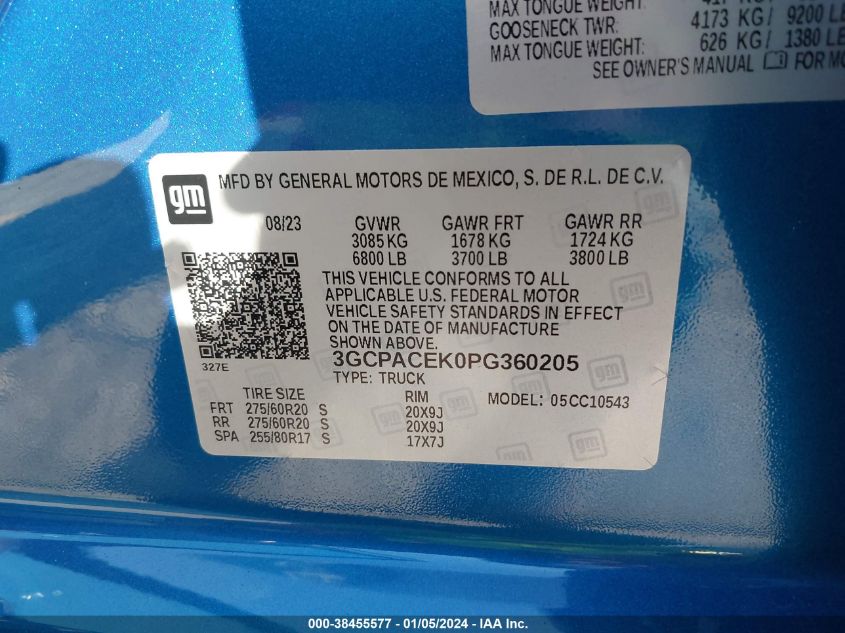 MAX TONGUE WEIGHT:
GOOSENECK TWR: 4173 KG/ 9200 LB
MAX TONGUE WEIGHT: 626 KG/ 1380 LB
SEE OWNER'S MANUAL FOR
gm MFD BY GENERAL MOTORS DE MEXICO, S. DE R.L. DE C.V.
08/23 GVWR GAWR FRT GAWR RR
3085 KG 1678 KG 1724 KG
6800 LB 3700 LB 3800 LB
THIS VEHICLE CONFORMS TO ALL
APPLICABLE U.S. FEDERAL MOTOR
VEHICLE SAFETY STANDARDS IN EFFECT
ON THE DATE OF MANUFACTURE
SHOWN ABOVE.
327E 3GCPACEK0PG360205
TYPE: TRUCK
TIRE SIZE RIM MODEL: 05CC10543
FRT 275/60R20 S 20X9J
RR 275/60R20 S 20X9J
SPA 255/80R17 S 17X7J
000-38455577 - 01/05/2024 - IAAI.COM